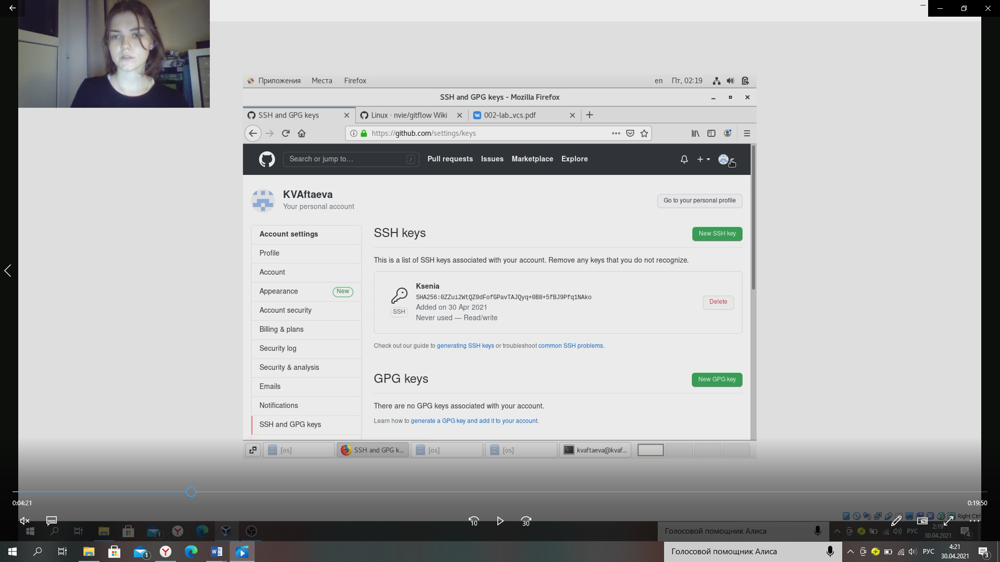 Приложения Места Firefox en Пт, 02:19
SSH and GPG keys - Mozilla Firefox
SSH and GPG keys Linux · nvie/gitflow Wiki 002-lab_vcs.pdf
https://github.com/settings/keys
Search or jump to... / Pull requests Issues Marketplace Explore
KVAftaeva
Your personal account
Go to your personal profile
Account settings
Profile
Account
Appearance New
Account security
Billing & plans
Security log
Security & analysis
Emails
Notifications
SSH and GPG keys
SSH keys
New SSH key
This is a list of SSH keys associated with your account. Remove any keys that you do not recognize.
Ksenia
SHA256:0ZZui2WtQZ0dFofGPavTAJQyq+0B8+5fBJ9Pfq1NAko
Added on 30 Apr 2021
Never used — Read/write
SSH
Delete
Check out our guide to generating SSH keys or troubleshoot common SSH problems.
GPG keys
New GPG key
There are no GPG keys associated with your account.
Learn how to generate a GPG key and add it to your account.
[os] SSH and GPG k... [os] [os] kvaftaeva@kvaf...
0:04:21 0:19:50
10 30
Right Ctrl
1 Голосовой помощник Алиса РУС 2:19 30.04.2021 4
1 Голосовой помощник Алиса РУС 4:21 30.04.2021 3